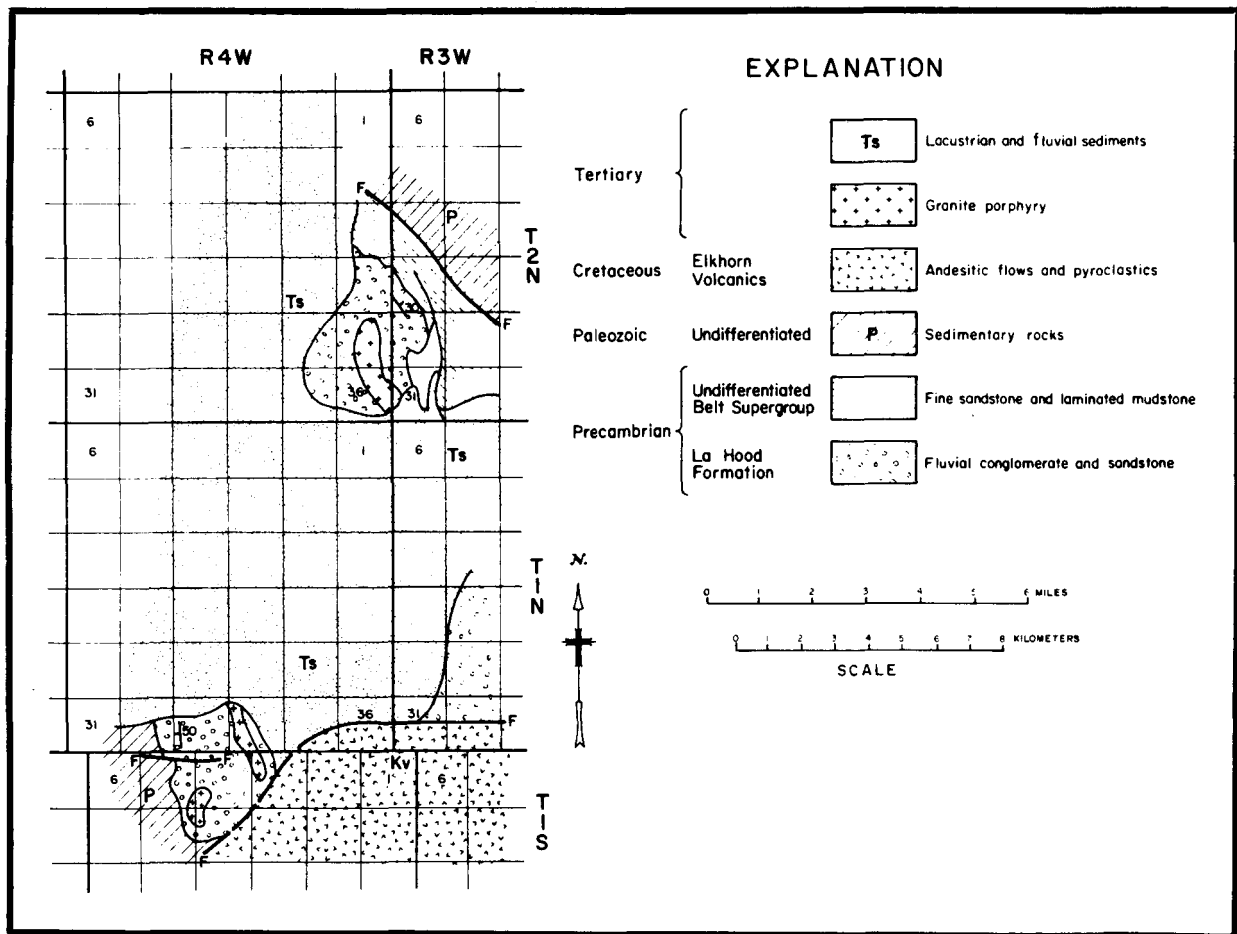 R4W R3W
EXPLANATION
6 1 6
Ts Lacustrian and fluvial sediments
Tertiary
F
P
Granite porphyry
T2N
Cretaceous Elkhorn Volcanics Andesitic flows and pyroclastics
Ts
30
F
Paleozoic Undifferentiated P Sedimentary rocks
31 36 31
Precambrian
Undifferentiated Belt Supergroup Fine sandstone and laminated mudstone
La Hood Formation Fluvial conglomerate and sandstone
6 1 6 Ts
T1N
N.
0 1 2 3 4 5 6 MILES
0 1 2 3 4 5 6 7 8 KILOMETERS
SCALE
Ts
31 36 31 F
50
F F Kv
6 6
P
T1S
F